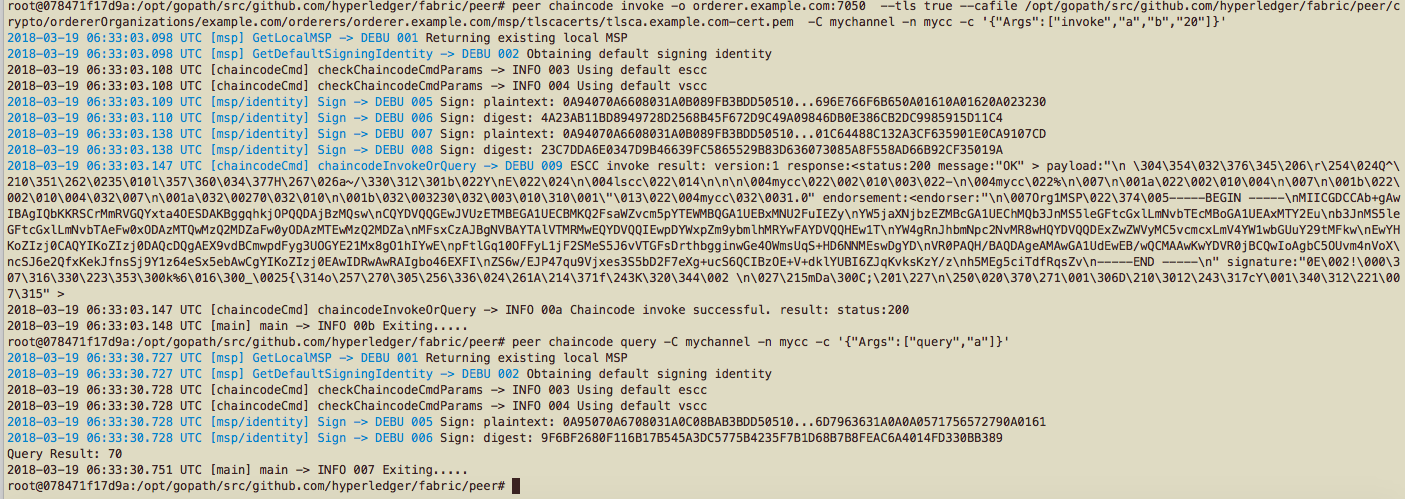 root@078471f17d9a:/opt/gopath/src/github.com/hyperledger/fabric/peer# peer chaincode invoke -o orderer.example.com:7050  --tls true --cafile /opt/gopath/src/github.com/hyperledger/fabric/peer/c
rypto/ordererOrganizations/example.com/orderers/orderer.example.com/msp/tlscacerts/tlsca.example.com-cert.pem  -C mychannel -n mycc -c '{"Args":["invoke","a","b","20"]}'
2018-03-19 06:33:03.098 UTC [msp] GetLocalMSP -> DEBU 001 Returning existing local MSP
2018-03-19 06:33:03.098 UTC [msp] GetDefaultSigningIdentity -> DEBU 002 Obtaining default signing identity
2018-03-19 06:33:03.108 UTC [chaincodeCmd] checkChaincodeCmdParams -> INFO 003 Using default escc
2018-03-19 06:33:03.108 UTC [chaincodeCmd] checkChaincodeCmdParams -> INFO 004 Using default vscc
2018-03-19 06:33:03.109 UTC [msp/identity] Sign -> DEBU 005 Sign: plaintext: 0A94070A6608031A0B089FB3BDD50510...696E766F6B650A01610A01620A023230
2018-03-19 06:33:03.110 UTC [msp/identity] Sign -> DEBU 006 Sign: digest: 4A23AB11BD8949728D2568B45F672D9C49A09846DB0E386CB2DC9985915D11C4
2018-03-19 06:33:03.138 UTC [msp/identity] Sign -> DEBU 007 Sign: plaintext: 0A94070A6608031A0B089FB3BDD50510...01C64488C132A3CF635901E0CA9107CD
2018-03-19 06:33:03.138 UTC [msp/identity] Sign -> DEBU 008 Sign: digest: 23C7DDA6E0347D9B46639FC5865529B83D636073085A8F558AD66B92CF35019A
2018-03-19 06:33:03.147 UTC [chaincodeCmd] chaincodeInvokeOrQuery -> DEBU 009 ESCC invoke result: version:1 response:<status:200 message:"OK" > payload:"\n \304\354\032\376\345\206\r\254\024Q^\
210\351\262\0235\010l\357\360\034\377H\267\026a~/\330\312\301b\022Y\nE\022\024\n\004lscc\022\014\n\n\n\004mycc\022\002\010\003\022-\n\004mycc\022%\n\007\n\001a\022\002\010\004\n\007\n\001b\022
\002\010\004\032\007\n\001a\032\00270\032\010\n\001b\032\003230\032\003\010\310\001\"\013\022\004mycc\032\0031.0" endorsement:<endorser:"\n\007Org1MSP\022\374\005-----BEGIN -----\nMIICGDCCAb+gAw
IBAgIQbKKRSCrMmRVGQYxta4OESDAKBggqhkjOPQQDAjBzMQsw\nCQYDVQQGEwJVUzETMBEGA1UECBMKQ2FsaWZvcm5pYTEWMBQGA1UEBxMNU2FuIEZy\nYW5jaXNjbzEZMBcGA1UEChMQb3JnMS5leGFtcGxlLmNvbTEcMBoGA1UEAxMTY2Eu\nb3JnMS5le
GFtcGxlLmNvbTAeFw0xODAzMTQwMzQ2MDZaFw0yODAzMTEwMzQ2MDZa\nMFsxCzAJBgNVBAYTAlVTMRMwEQYDVQQIEwpDYWxpZm9ybmlhMRYwFAYDVQQHEw1T\nYW4gRnJhbmNpc2NvMR8wHQYDVQQDExZwZWVyMC5vcmcxLmV4YW1wbGUuY29tMFkw\nEwYH
KoZIzj0CAQYIKoZIzj0DAQcDQgAEX9vdBCmwpdFyg3UOGYE21Mx8gO1hIYwE\npFtlGq10OFFyL1jF2SMeS5J6vVTGFsDrthbgginwGe4OWmsUqS+HD6NNMEswDgYD\nVR0PAQH/BAQDAgeAMAwGA1UdEwEB/wQCMAAwKwYDVR0jBCQwIoAgbC5OUvm4nVoX\
ncSJ6e2QfxKekJfnsSj9Y1z64eSx5ebAwCgYIKoZIzj0EAwIDRwAwRAIgbo46EXFI\nZS6w/EJP47qu9Vjxes3S5bD2F7eXg+ucS6QCIBzOE+V+dklYUBI6ZJqKvksKzY/z\nh5MEg5ciTdfRqsZv\n-----END -----\n" signature:"0E\002!\000\3
07\316\330\223\353\300k%6\016\300_\0025{\314o\257\270\305\256\336\024\261A\214\371f\243K\320\344\002 \n\027\215mDa\300C;\201\227\n\250\020\370\271\001\306D\210\3012\243\317cY\001\340\312\221\00
7\315" >
2018-03-19 06:33:03.147 UTC [chaincodeCmd] chaincodeInvokeOrQuery -> INFO 00a Chaincode invoke successful. result: status:200
2018-03-19 06:33:03.148 UTC [main] main -> INFO 00b Exiting.....
root@078471f17d9a:/opt/gopath/src/github.com/hyperledger/fabric/peer# peer chaincode query -C mychannel -n mycc -c '{"Args":["query","a"]}'
2018-03-19 06:33:30.727 UTC [msp] GetLocalMSP -> DEBU 001 Returning existing local MSP
2018-03-19 06:33:30.727 UTC [msp] GetDefaultSigningIdentity -> DEBU 002 Obtaining default signing identity
2018-03-19 06:33:30.728 UTC [chaincodeCmd] checkChaincodeCmdParams -> INFO 003 Using default escc
2018-03-19 06:33:30.728 UTC [chaincodeCmd] checkChaincodeCmdParams -> INFO 004 Using default vscc
2018-03-19 06:33:30.728 UTC [msp/identity] Sign -> DEBU 005 Sign: plaintext: 0A95070A6708031A0C08BAB3BDD50510...6D7963631A0A0A0571756572790A0161
2018-03-19 06:33:30.728 UTC [msp/identity] Sign -> DEBU 006 Sign: digest: 9F6BF2680F116B17B545A3DC5775B4235F7B1D68B7B8FEAC6A4014FD330BB389
Query Result: 70
2018-03-19 06:33:30.751 UTC [main] main -> INFO 007 Exiting.....
root@078471f17d9a:/opt/gopath/src/github.com/hyperledger/fabric/peer#